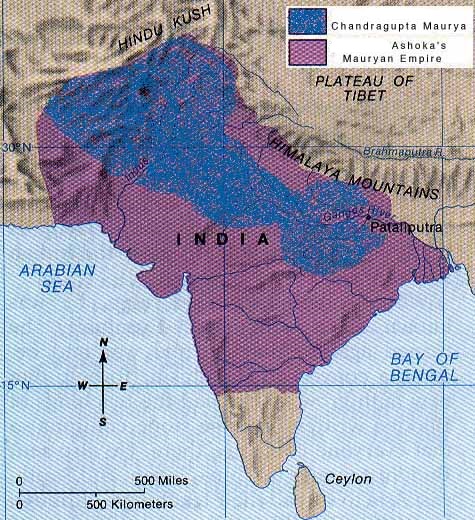 HINDU KUSH
Chandragupta Maurya
Ashoka's
Mauryan Empire
PLATEAU OF
TIBET
30°N
Brahmaputra R.
HIMALAYA MOUNTAINS
Indus
Ganges River
Pataliputra
INDIA
ARABIAN
SEA
BAY OF
BENGAL
N
W E
S
15°N
0 500 Miles
0 500 Kilometers
Ceylon